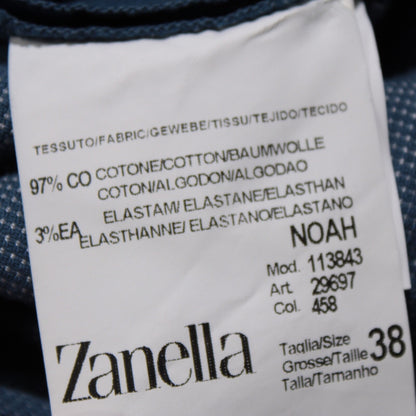 TESSUTO/FABRIC/GEWEBE/TISSU/TEJIDO/TECIDO
97% CO COTONE/COTTON/BAUMWOLLE
COTON/ALGODON/ALGODAO
3%EA ELASTAM/ ELASTANE/ELASTHAN
ELASTHANNE/ ELASTANO/ELASTANO
NOAH
Mod. 113843
Art. 29697
Col. 458
Zanella
Taglia/Size
Grosse/Taille 38
Talla/Tamanho